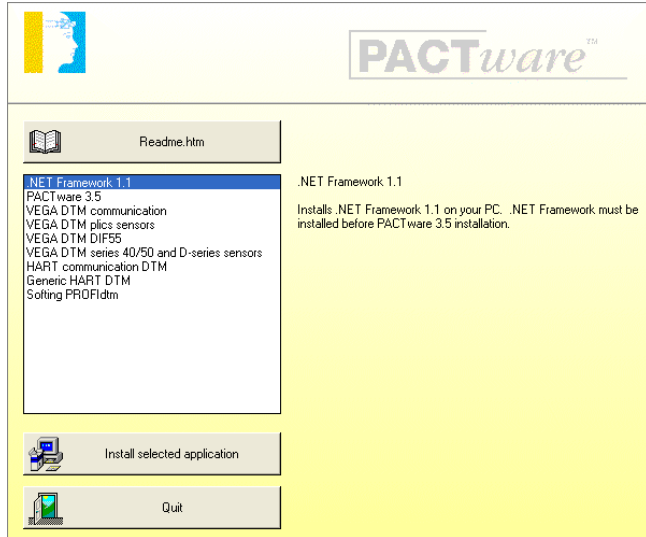 PACTware™
Readme.htm
.NET Framework 1.1
PACTware 3.5
VEGA DTM communication
VEGA DTM plics sensors
VEGA DTM DIF55
VEGA DTM series 40/50 and D-series sensors
HART communication DTM
Generic HART DTM
Softing PROFIdtm
.NET Framework 1.1
Installs .NET Framework 1.1 on your PC. .NET Framework must be
installed before PACTware 3.5 installation.
Install selected application
Quit